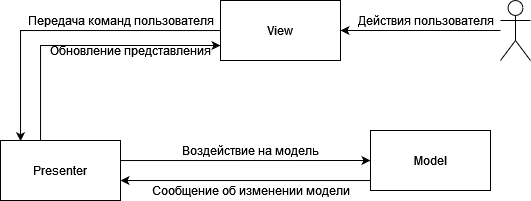 Передача команд пользователя
View
Действия пользователя
Обновление представления
Воздействие на модель
Presenter
Model
Сообщение об изменении модели